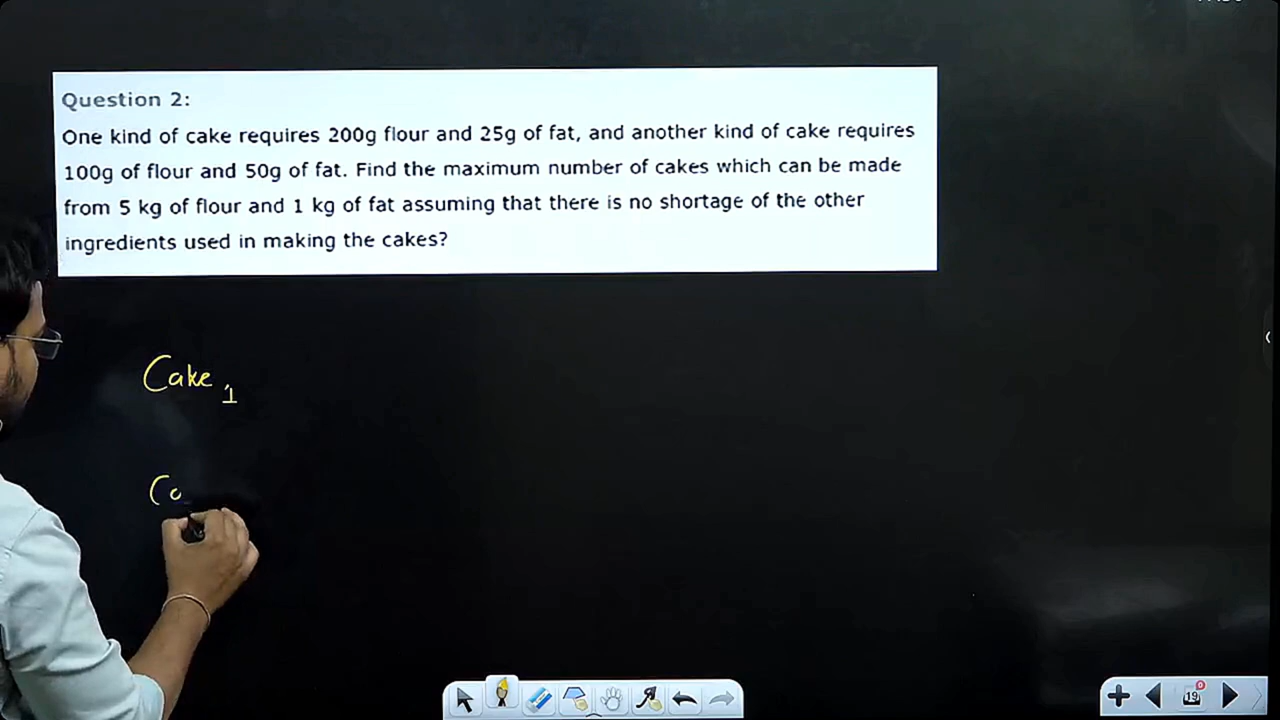 Question 2:
One kind of cake requires 200g flour and 25g of fat, and another kind of cake requires
100g of flour and 50g of fat. Find the maximum number of cakes which can be made
from 5 kg of flour and 1 kg of fat assuming that there is no shortage of the other
ingredients used in making the cakes?
Cake 1
Ca
19